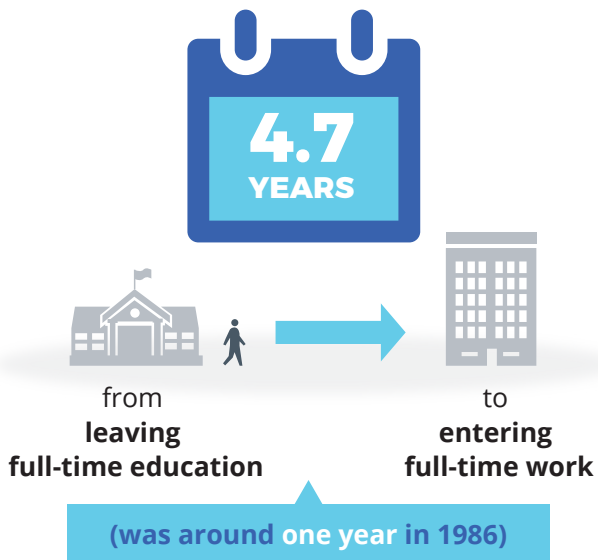 4.7
YEARS
from
leaving
full-time education
to
entering
full-time work
(was around one year in 1986)